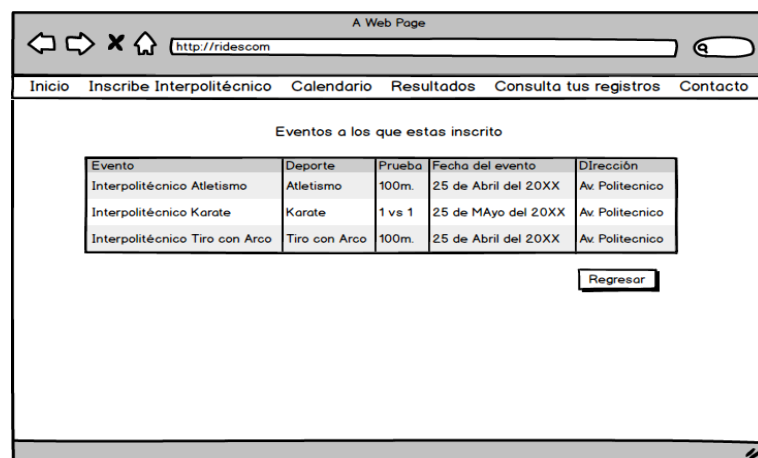 A Web Page
http://ridescom
Inicio Inscribe Interpolitécnico Calendario Resultados Consulta tus registros Contacto
Eventos a los que estas inscrito
Evento Deporte Prueba Fecha del evento DIrección
Interpolitécnico Atletismo Atletismo 100m. 25 de Abril del 20XX Av. Politecnico
Interpolitécnico Karate Karate 1 vs 1 25 de MAyo del 20XX Av. Politecnico
Interpolitécnico Tiro con Arco Tiro con Arco 100m. 25 de Abril del 20XX Av. Politecnico
Regresar